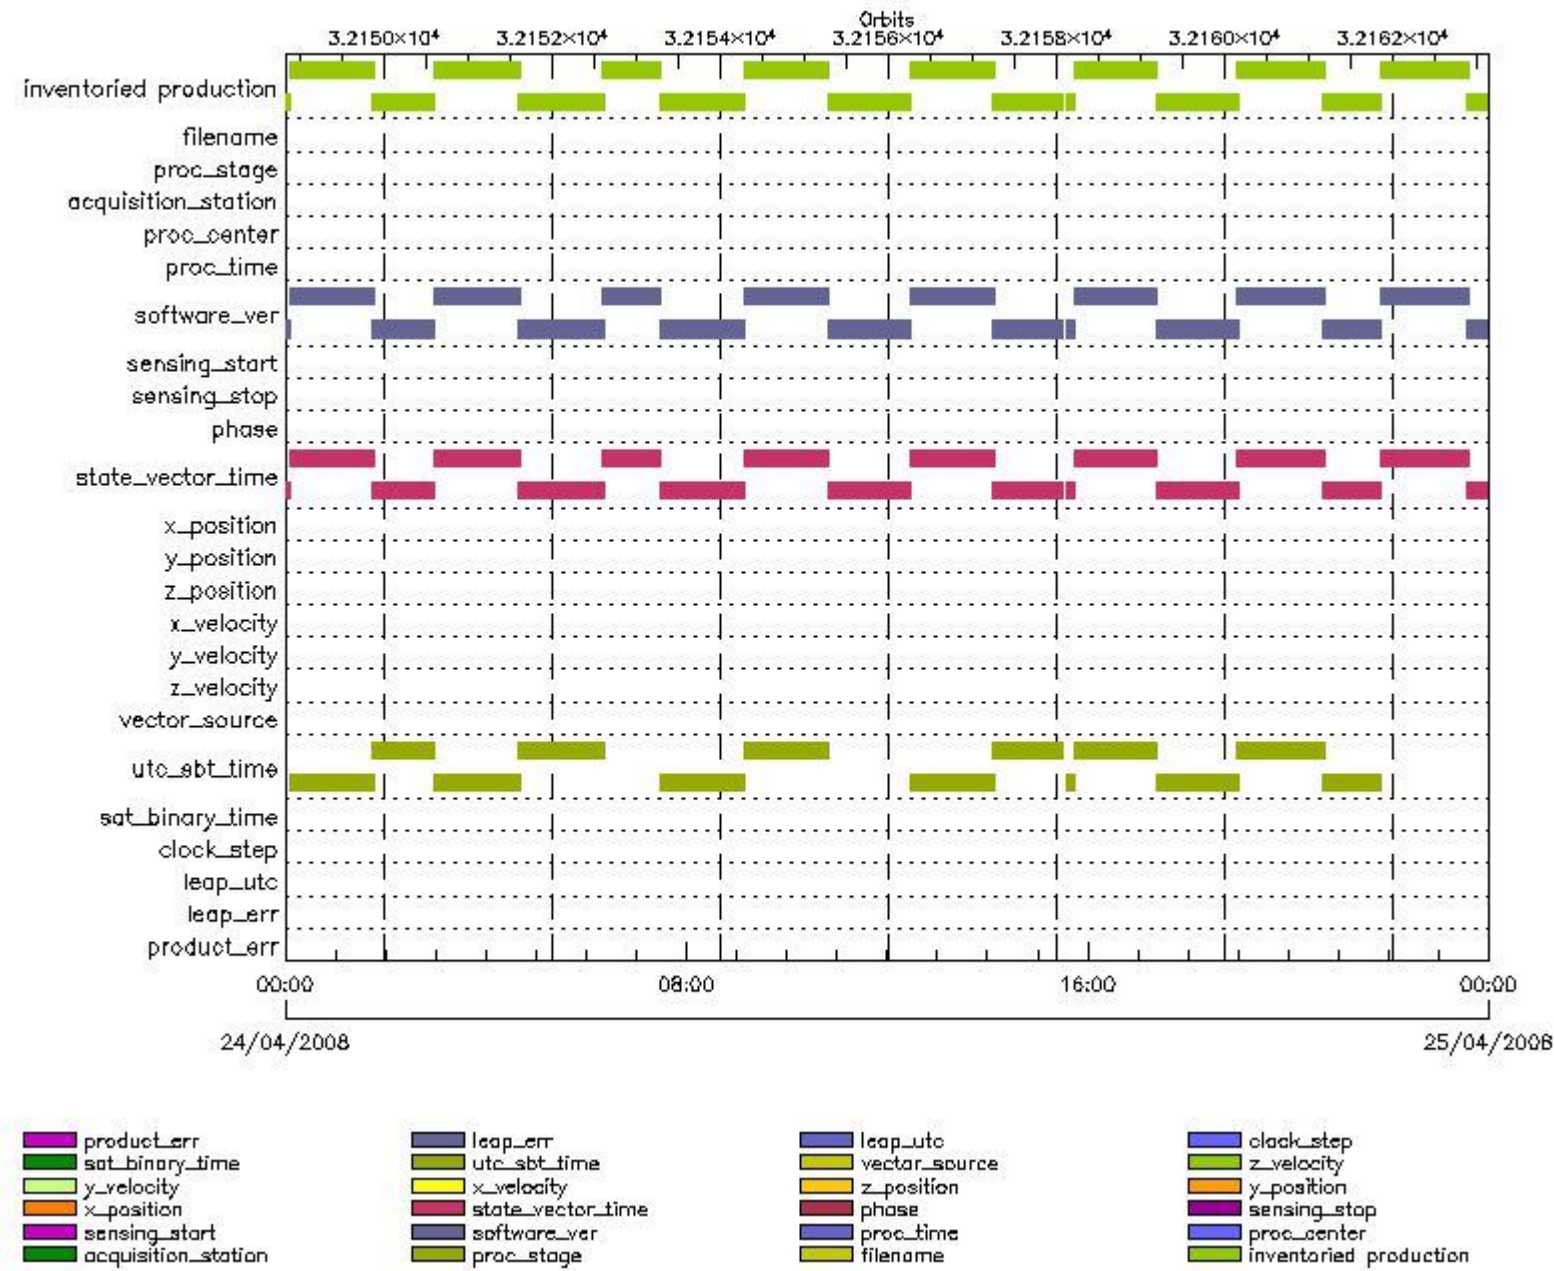 Orbits
3.2150×10⁴ 3.2152×10⁴ 3.2154×10⁴ 3.2156×10⁴ 3.2158×10⁴ 3.2160×10⁴ 3.2162×10⁴
inventoried production
filename
proc_stage
acquisition_station
proc_center
proc_time
software_ver
sensing_start
sensing_stop
phase
state_vector_time
x_position
y_position
z_position
x_velocity
y_velocity
z_velocity
vector_source
utc_sbt_time
sat_binary_time
clock_step
leap_utc
leap_err
product_err
00:00 08:00 16:00 00:00
24/04/2008 25/04/2008
product_err leap_err leap_utc clock_step
sat_binary_time utc_sbt_time vector_source z_velocity
y_velocity x_velocity z_position y_position
x_position state_vector_time phase sensing_stop
sensing_start software_ver proc_time proc_center
acquisition_station proc_stage filename inventoried production